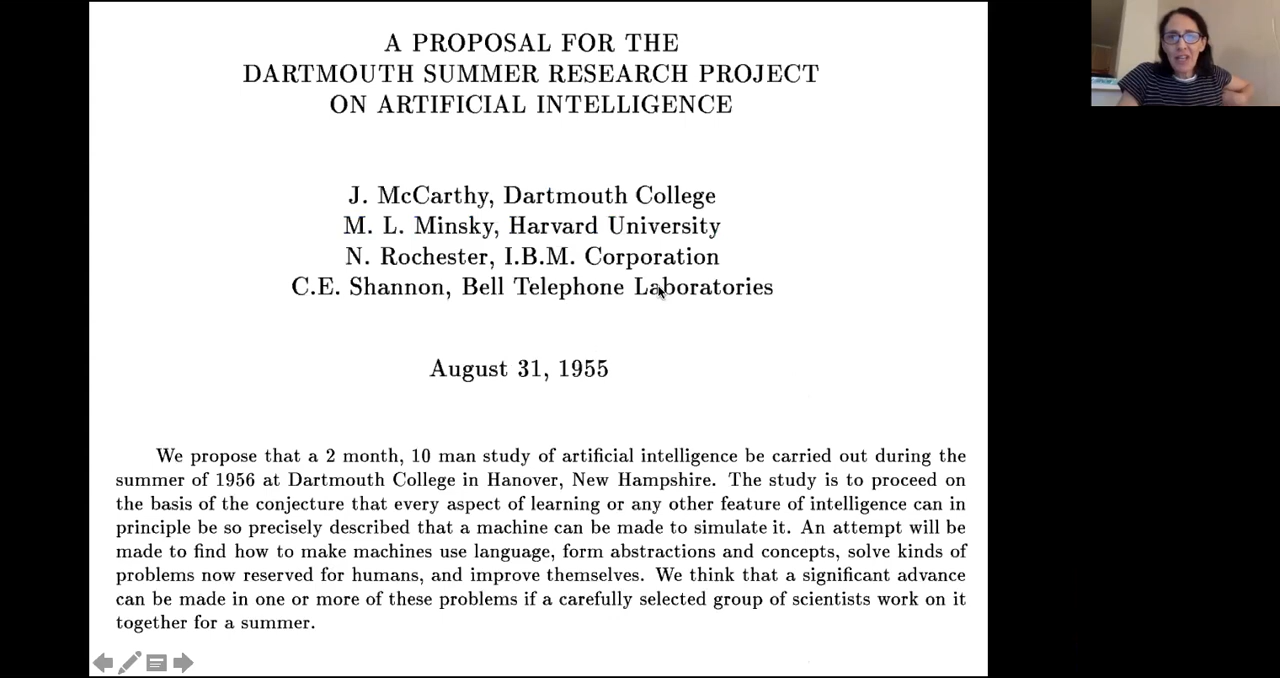 A PROPOSAL FOR THE
DARTMOUTH SUMMER RESEARCH PROJECT
ON ARTIFICIAL INTELLIGENCE
J. McCarthy, Dartmouth College
M. L. Minsky, Harvard University
N. Rochester, I.B.M. Corporation
C.E. Shannon, Bell Telephone Laboratories
August 31, 1955
We propose that a 2 month, 10 man study of artificial intelligence be carried out during the
summer of 1956 at Dartmouth College in Hanover, New Hampshire. The study is to proceed on
the basis of the conjecture that every aspect of learning or any other feature of intelligence can in
principle be so precisely described that a machine can be made to simulate it. An attempt will be
made to find how to make machines use language, form abstractions and concepts, solve kinds of
problems now reserved for humans, and improve themselves. We think that a significant advance
can be made in one or more of these problems if a carefully selected group of scientists work on it
together for a summer.